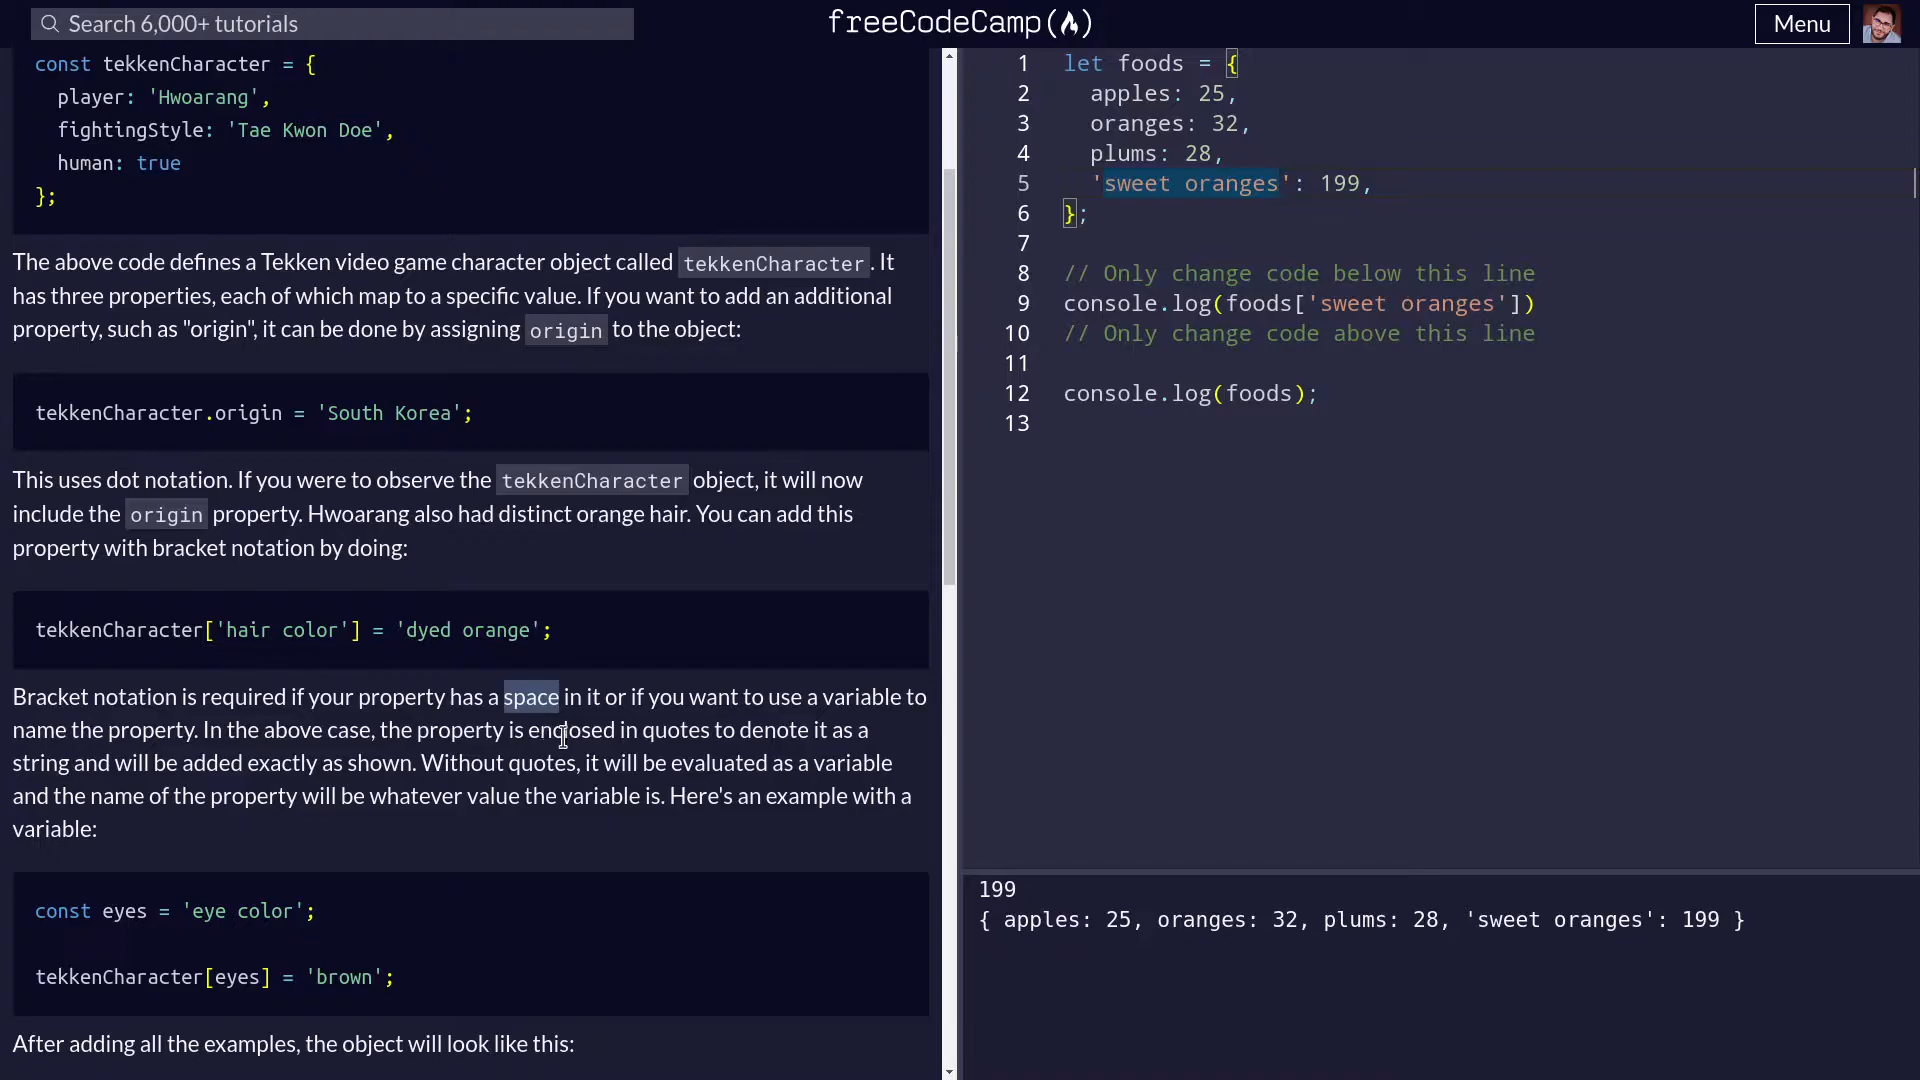 Search 6,000+ tutorials
freeCodeCamp
Menu
const tekkenCharacter = {
player: 'Hwoarang',
fightingStyle: 'Tae Kwon Doe',
human: true
};
The above code defines a Tekken video game character object called tekkenCharacter. It
has three properties, each of which map to a specific value. If you want to add an additional
property, such as "origin", it can be done by assigning origin to the object:
tekkenCharacter.origin = 'South Korea';
This uses dot notation. If you were to observe the tekkenCharacter object, it will now
include the origin property. Hwoarang also had distinct orange hair. You can add this
property with bracket notation by doing:
tekkenCharacter['hair color'] = 'dyed orange';
Bracket notation is required if your property has a space in it or if you want to use a variable to
name the property. In the above case, the property is enclosed in quotes to denote it as a
string and will be added exactly as shown. Without quotes, it will be evaluated as a variable
and the name of the property will be whatever value the variable is. Here's an example with a
variable:
const eyes = 'eye color';
tekkenCharacter[eyes] = 'brown';
After adding all the examples, the object will look like this:
1 let foods = {
2 apples: 25,
3 oranges: 32,
4 plums: 28,
5 'sweet oranges': 199,
6 };
7
8 // Only change code below this line
9 console.log(foods['sweet oranges'])
10 // Only change code above this line
11
12 console.log(foods);
13
199
{ apples: 25, oranges: 32, plums: 28, 'sweet oranges': 199 }